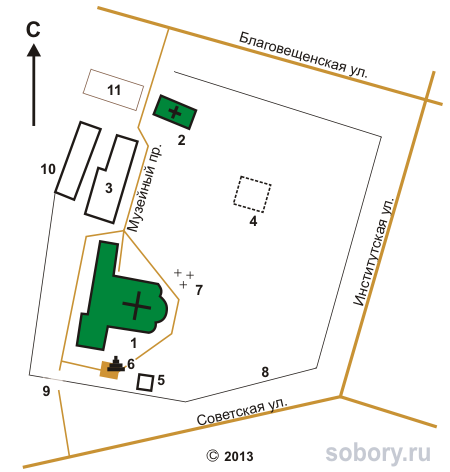 С
Благовещенская ул.
11
2
10
3
Музейный пр.
4
Институтская ул.
7
1
6
5
8
9
Советская ул.
© 2013
sobory.ru